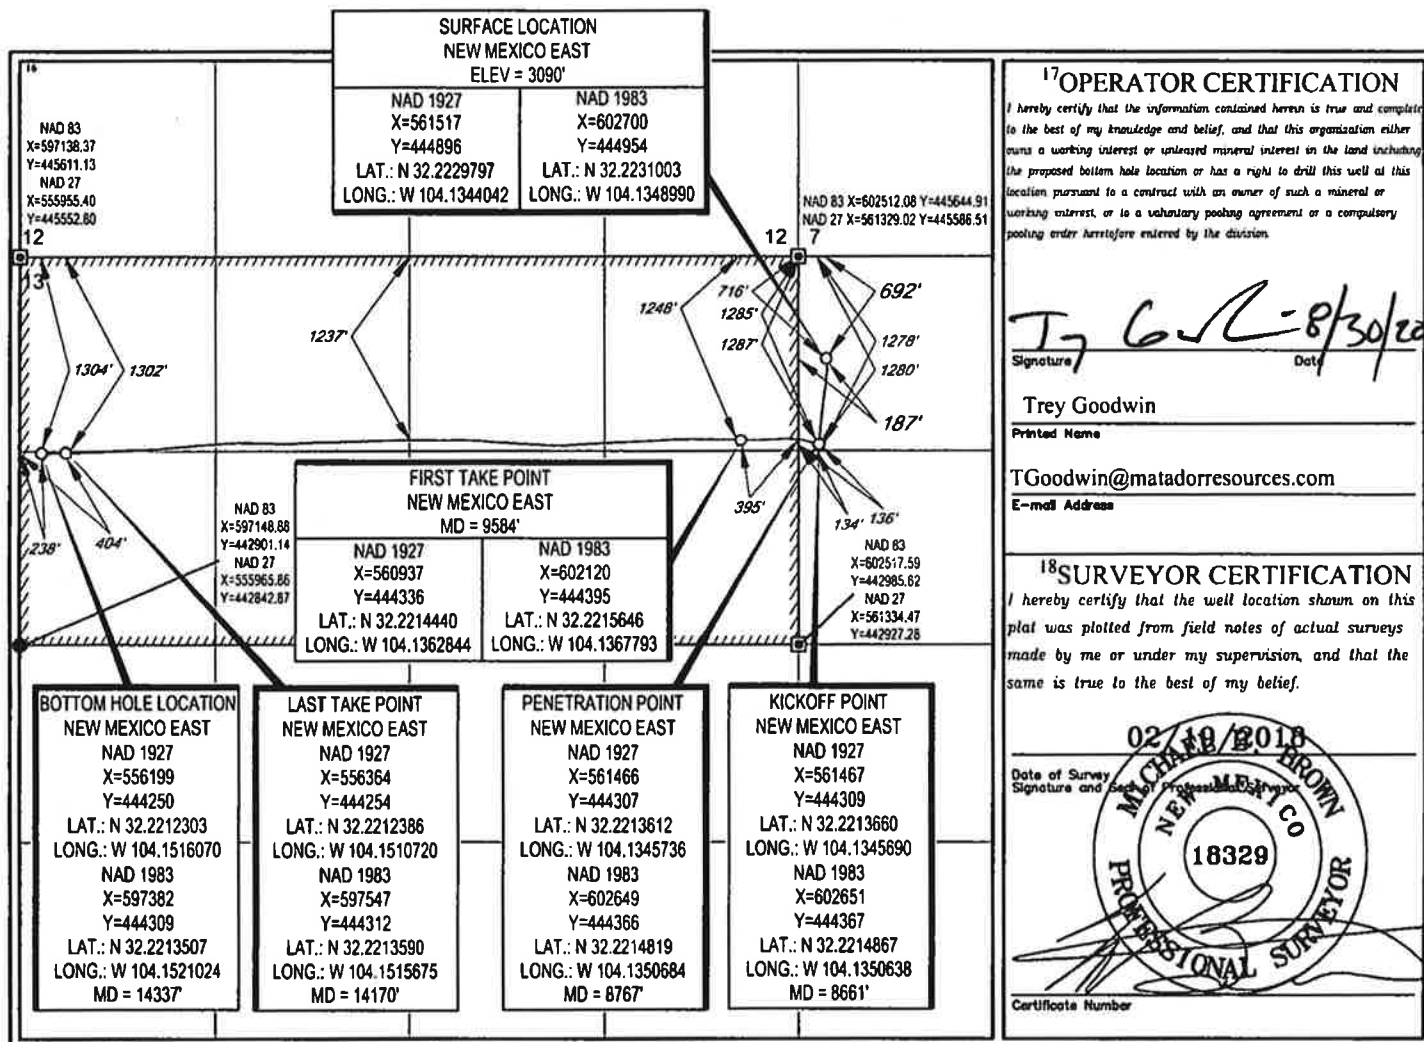 SURFACE LOCATION
NEW MEXICO EAST
ELEV = 3090'
NAD 1927
X=561517
Y=444896
LAT.: N 32.2229797
LONG.: W 104.1344042
NAD 1983
X=602700
Y=444954
LAT.: N 32.2231003
LONG.: W 104.1348990
16
NAD 83
X=597138.37
Y=445611.13
NAD 27
X=555955.40
Y=445552.60
NAD 83 X=602512.08 Y=445644.91
NAD 27 X=561329.02 Y=445586.51
12
12 7
13
1304'
1302'
1237'
1248'
716'
1285'
1287'
692'
1278'
1280'
187'
238'
404'
395'
134'
136'
NAD 83
X=597148.88
Y=442901.14
NAD 27
X=555965.86
Y=442842.67
NAD 83
X=602517.59
Y=442985.62
NAD 27
X=561334.47
Y=442927.28
FIRST TAKE POINT
NEW MEXICO EAST
MD = 9584'
NAD 1927
X=560937
Y=444336
LAT.: N 32.2214440
LONG.: W 104.1362844
NAD 1983
X=602120
Y=444395
LAT.: N 32.2215646
LONG.: W 104.1367793
BOTTOM HOLE LOCATION
NEW MEXICO EAST
NAD 1927
X=556199
Y=444250
LAT.: N 32.2212303
LONG.: W 104.1516070
NAD 1983
X=597382
Y=444309
LAT.: N 32.2213507
LONG.: W 104.1521024
MD = 14337'
LAST TAKE POINT
NEW MEXICO EAST
NAD 1927
X=556364
Y=444254
LAT.: N 32.2212386
LONG.: W 104.1510720
NAD 1983
X=597547
Y=444312
LAT.: N 32.2213590
LONG.: W 104.1515675
MD = 14170'
PENETRATION POINT
NEW MEXICO EAST
NAD 1927
X=561466
Y=444307
LAT.: N 32.2213612
LONG.: W 104.1345736
NAD 1983
X=602649
Y=444366
LAT.: N 32.2214819
LONG.: W 104.1350684
MD = 8767'
KICKOFF POINT
NEW MEXICO EAST
NAD 1927
X=561467
Y=444309
LAT.: N 32.2213660
LONG.: W 104.1345690
NAD 1983
X=602651
Y=444367
LAT.: N 32.2214867
LONG.: W 104.1350638
MD = 8661'
17 OPERATOR CERTIFICATION
I hereby certify that the information contained herein is true and complete
to the best of my knowledge and belief, and that this organization either
owns a working interest or unleased mineral interest in the land including
the proposed bottom hole location or has a right to drill this well at this
location pursuant to a contract with an owner of such a mineral or
working interest, or to a voluntary pooling agreement or a compulsory
pooling order heretofore entered by the division.
8/30/20
Signature Date
Trey Goodwin
Printed Name
TGoodwin@matadorresources.com
E-mail Address
18 SURVEYOR CERTIFICATION
I hereby certify that the well location shown on this
plat was plotted from field notes of actual surveys
made by me or under my supervision, and that the
same is true to the best of my belief.
2018
Date of Survey
Signature and Seal of Professional Surveyor
MICHAEL BROWN
NEW MEXICO
18329
PROFESSIONAL SURVEYOR
Certificate Number